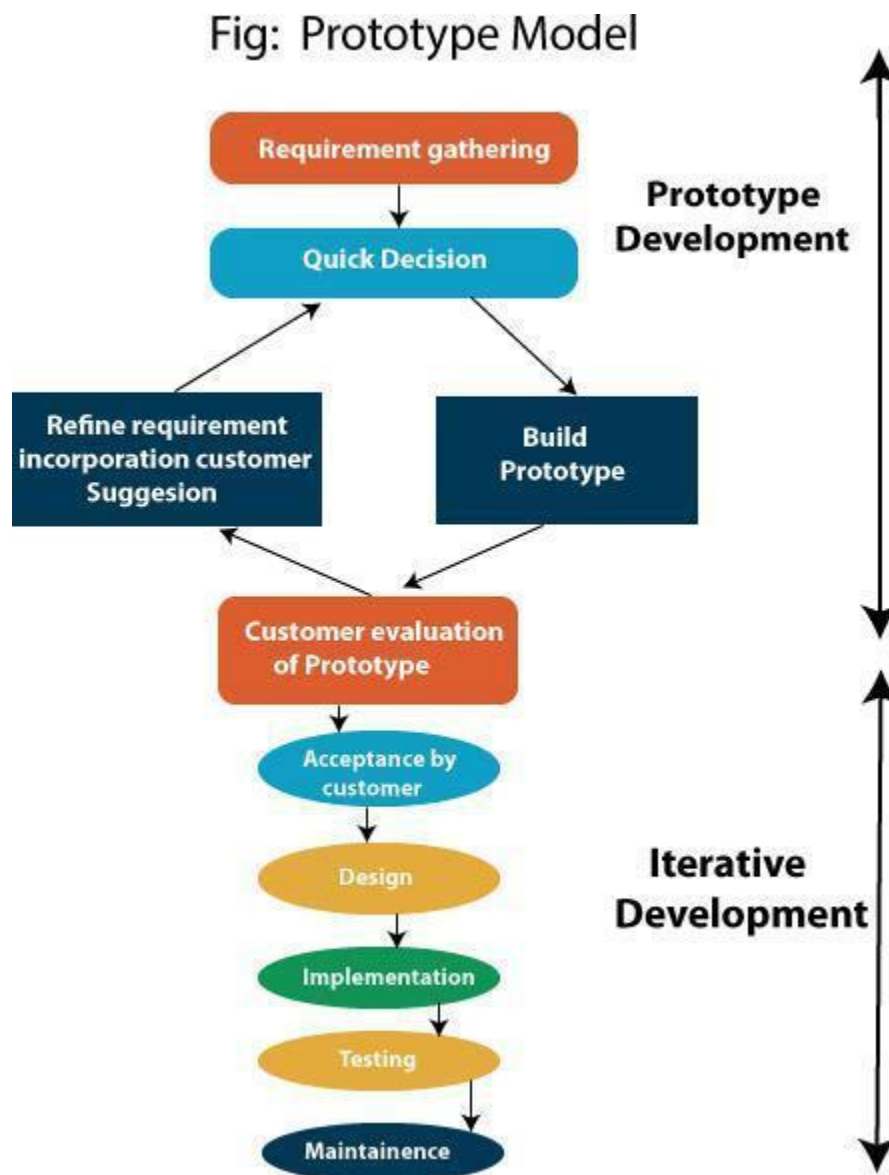 Fig: Prototype Model
Requirement gathering
Prototype
Development
Quick Decision
Refine requirement
incorporation customer
Suggesion
Build
Prototype
Customer evaluation
of Prototype
Acceptance by
customer
Design
Iterative
Development
Implementation
Testing
Maintainence